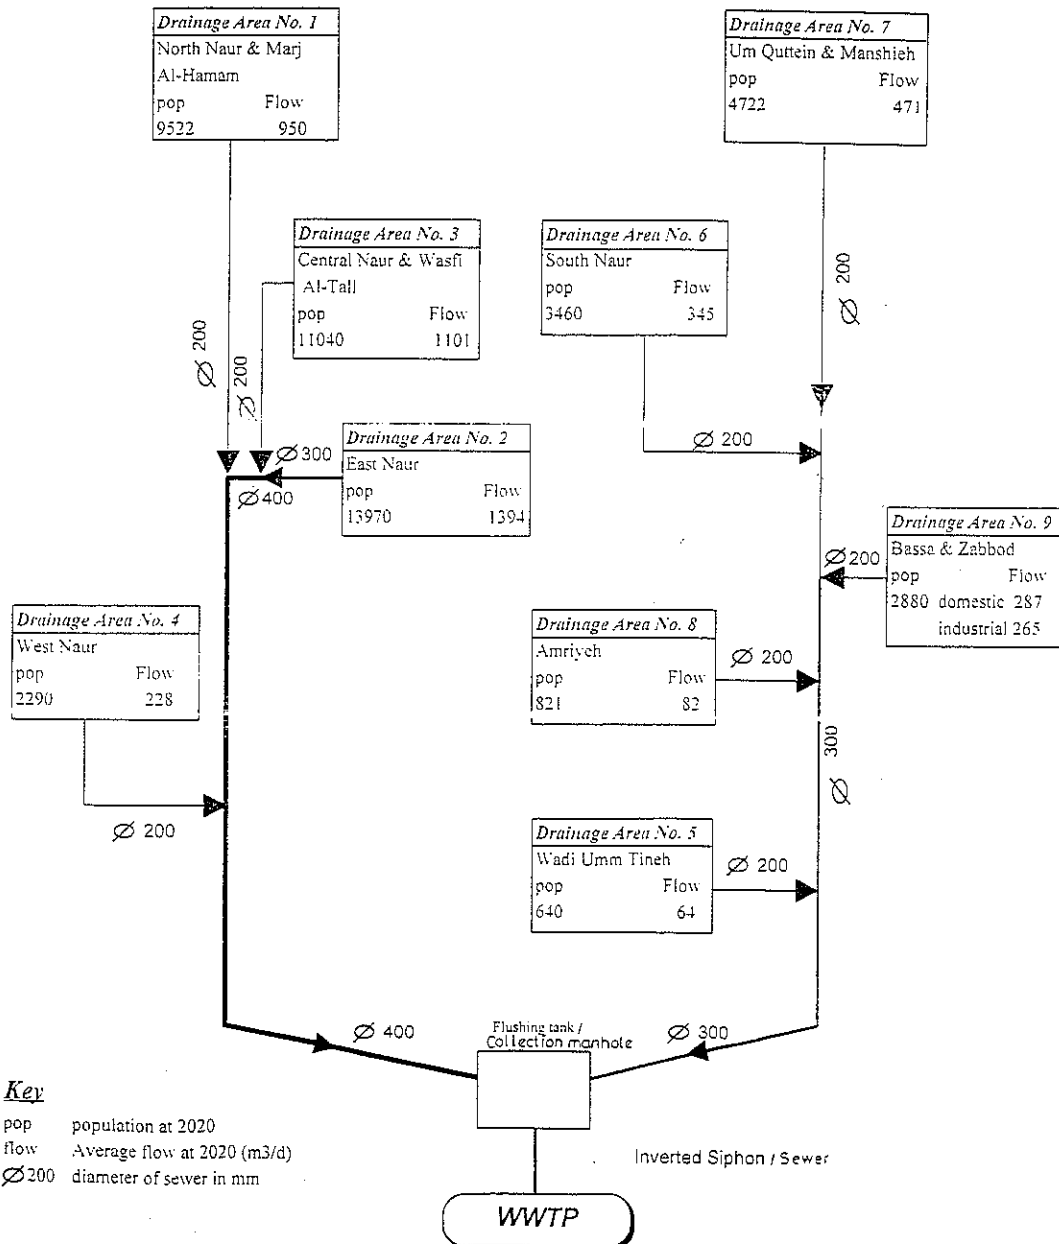 Drainage Area No. 1
North Naur & Marj
Al-Hamam
pop Flow
9522 950
Drainage Area No. 7
Um Quttein & Manshieh
pop Flow
4722 471
Drainage Area No. 3
Central Naur & Wasfi
Al-Tall
pop Flow
11040 1101
Drainage Area No. 6
South Naur
pop Flow
3460 345
Ø 200
Ø 200
Ø 200
Ø 200
Drainage Area No. 2
East Naur
pop Flow
13970 1394
Ø 300
Ø 400
Drainage Area No. 9
Bassa & Zabbod
pop Flow
2880 domestic 287
industrial 265
Ø 200
Drainage Area No. 4
West Naur
pop Flow
2290 228
Ø 200
Drainage Area No. 8
Amriyeh
pop Flow
821 82
Ø 200
Ø 300
Drainage Area No. 5
Wadi Umm Tineh
pop Flow
640 64
Ø 200
Ø 400
Flushing tank /
Collection manhole
Ø 300
Key
pop population at 2020
flow Average flow at 2020 (m3/d)
Ø 200 diameter of sewer in mm
Inverted Siphon / Sewer
WWTP